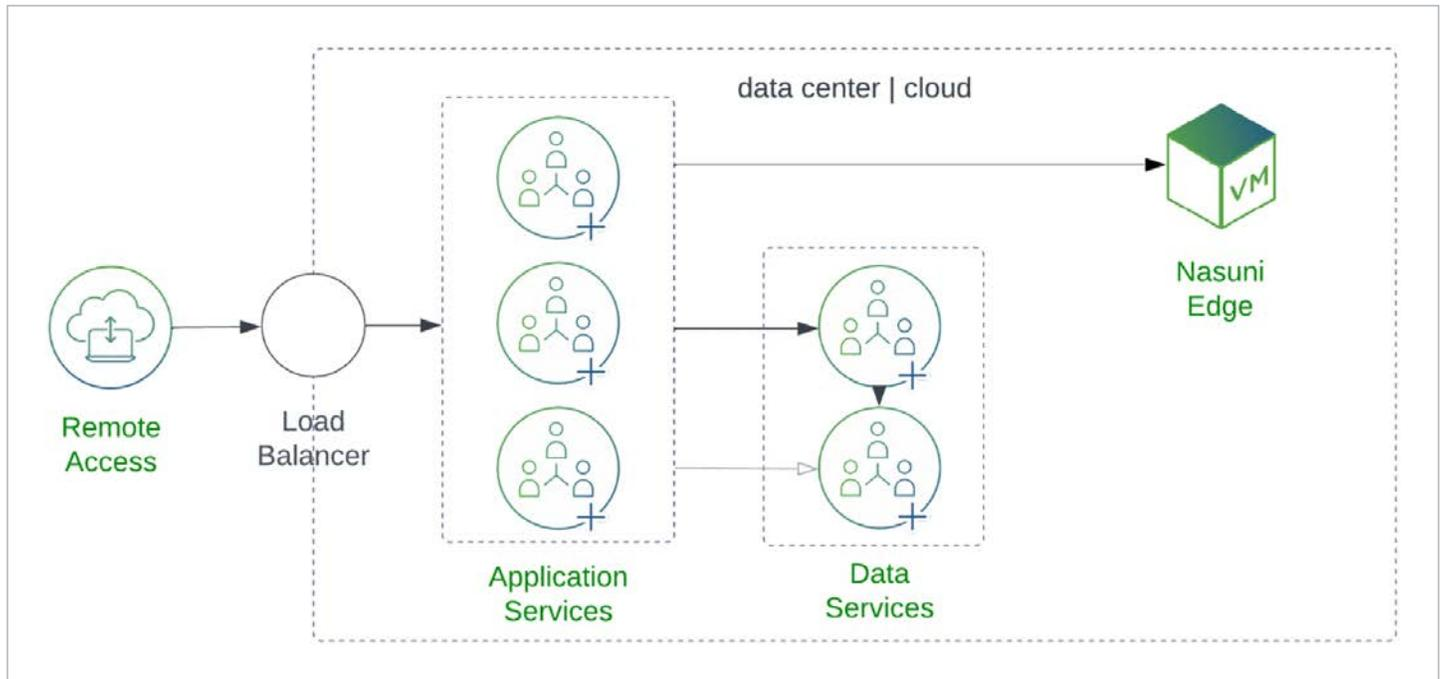 data center | cloud
VM
Nasuni
Edge
Remote
Access
Load
Balancer
Application
Services
Data
Services